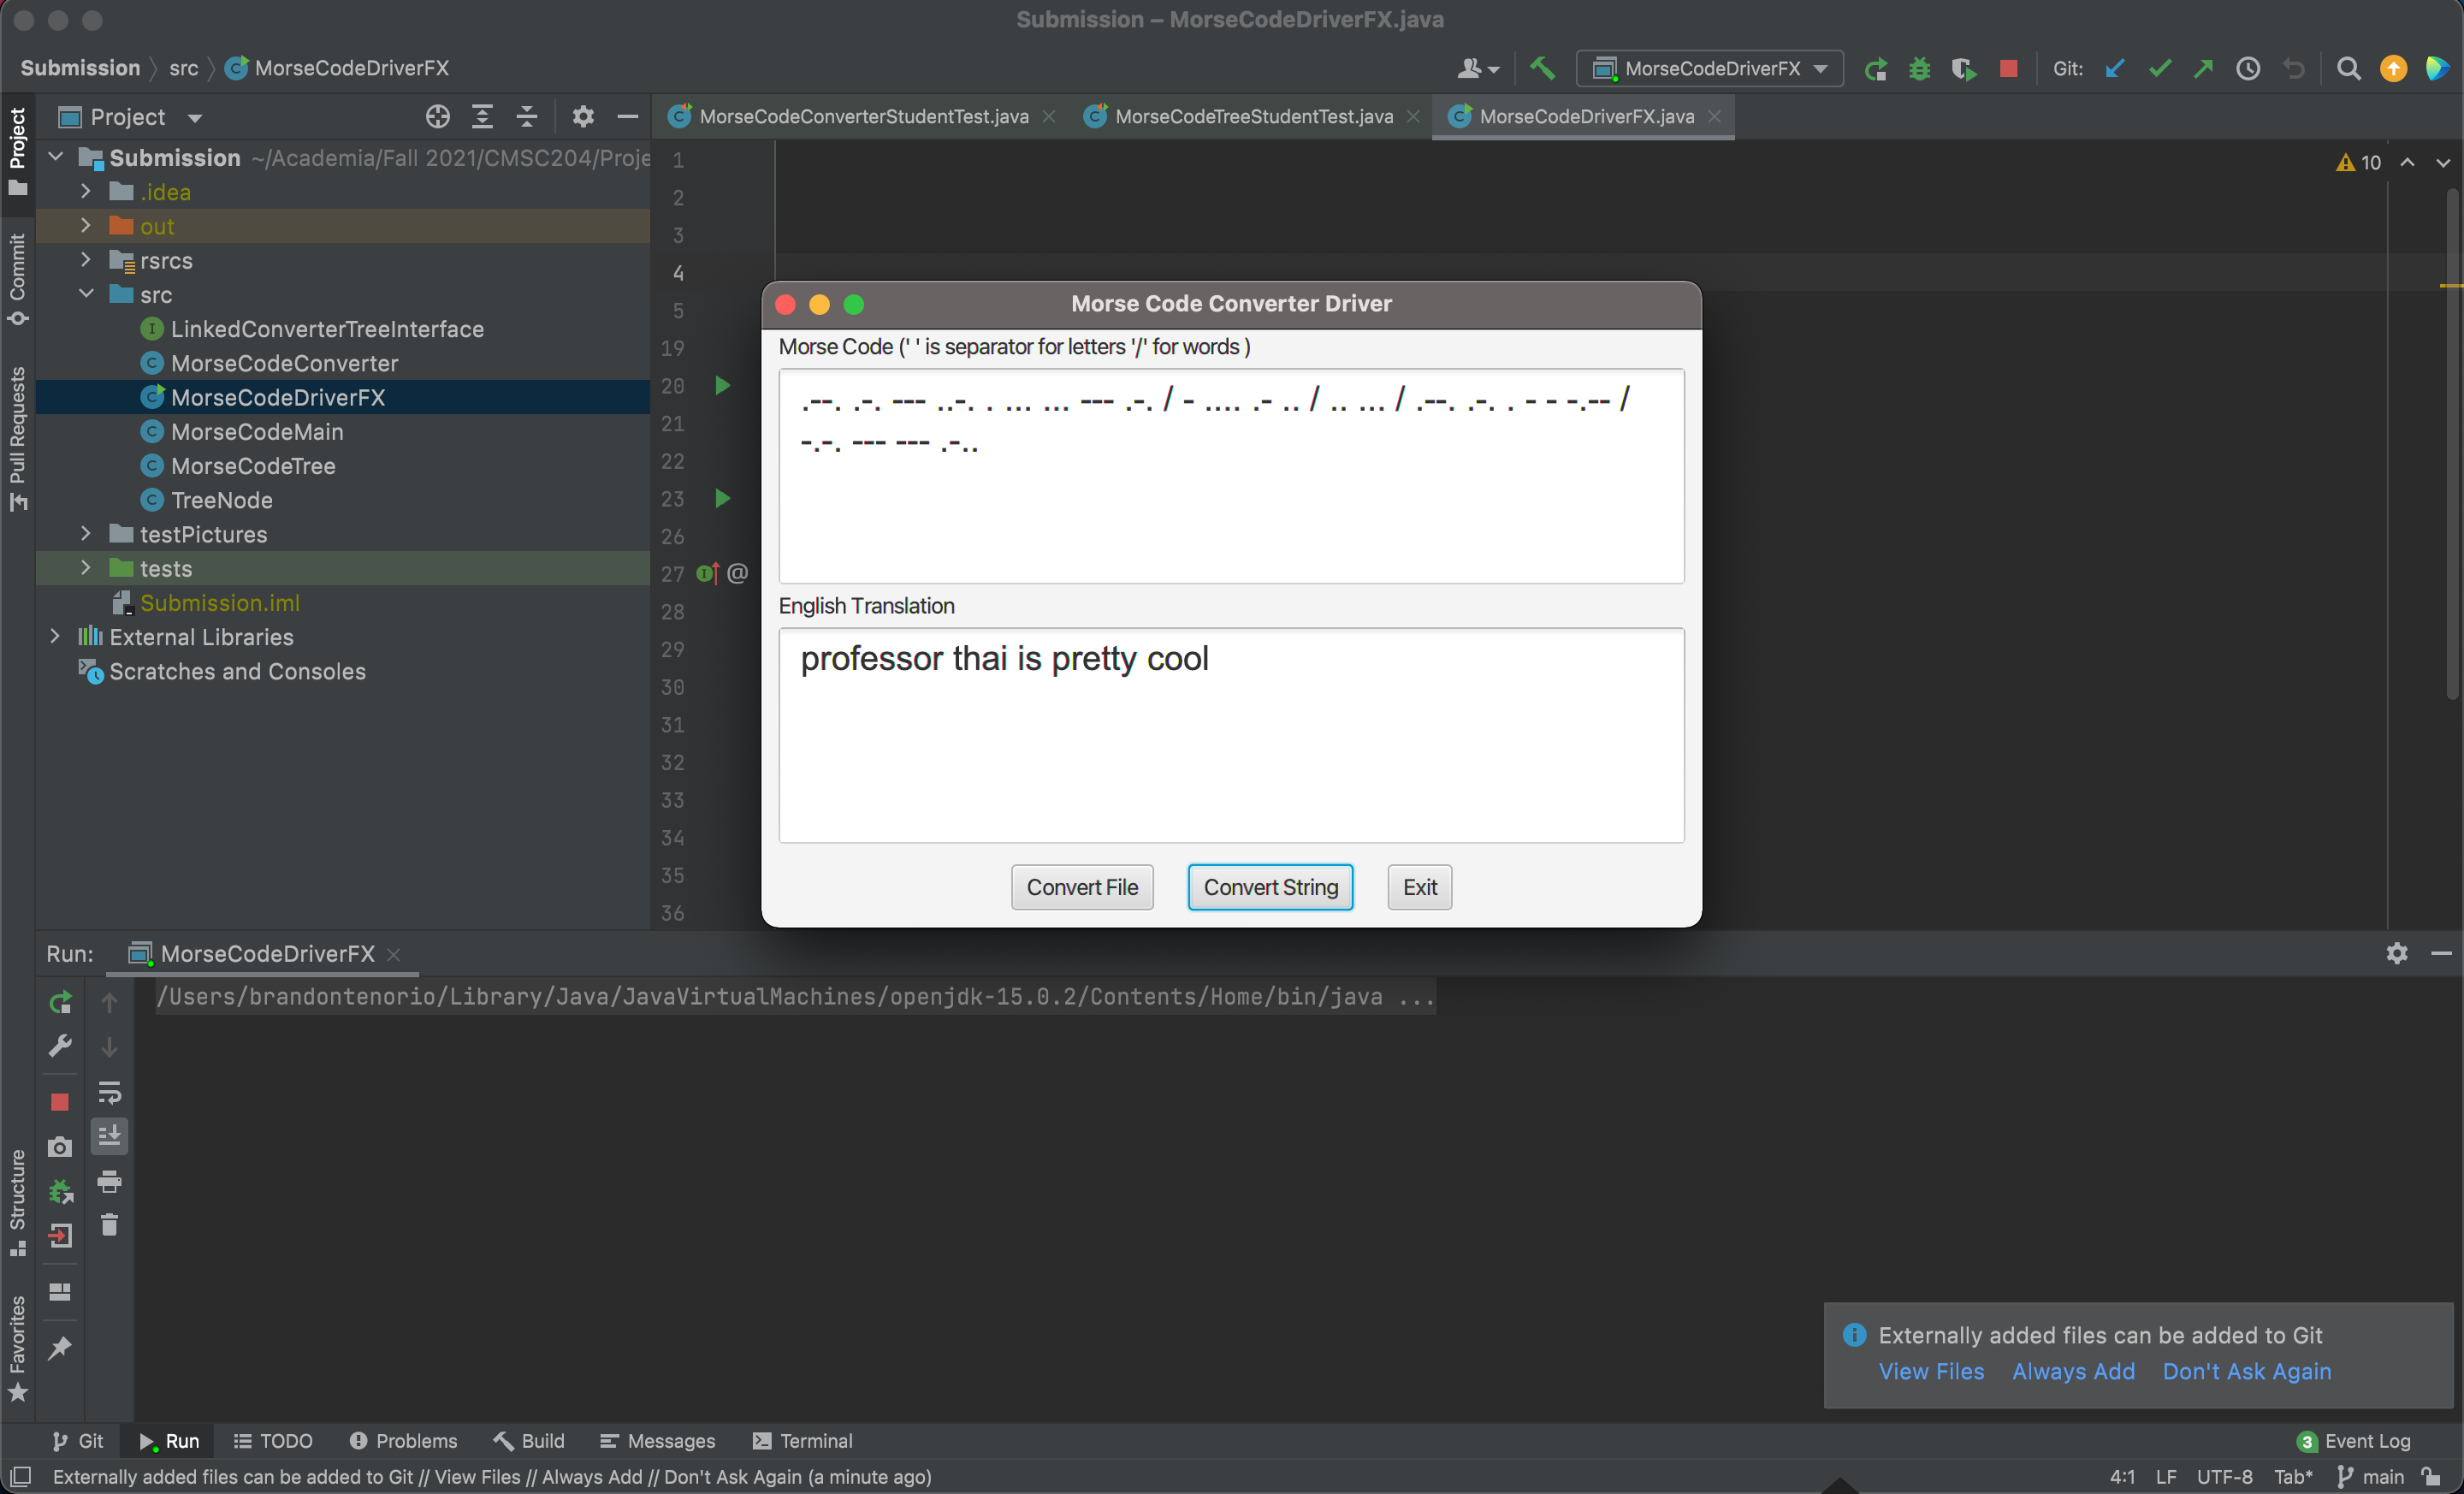 Submission – MorseCodeDriverFX.java
Submission src MorseCodeDriverFX
MorseCodeDriverFX Git:
Project
MorseCodeConverterStudentTest.java MorseCodeTreeStudentTest.java MorseCodeDriverFX.java
Project
Commit
Pull Requests
Submission ~/Academia/Fall 2021/CMSC204/Proje
.idea
out
rsrcs
src
LinkedConverterTreeInterface
MorseCodeConverter
MorseCodeDriverFX
MorseCodeMain
MorseCodeTree
TreeNode
testPictures
tests
Submission.iml
External Libraries
Scratches and Consoles
1
2
3
4
5
19
20
21
22
23
26
27 @
28
29
30
31
32
33
34
35
36
10
Morse Code Converter Driver
Morse Code (' ' is separator for letters '/' for words )
.--. .-. --- ..-. . ... ... --- .-. / - .... .- .. / .. ... / .--. .-. . - - -.-- /
-.-. --- --- .-..
English Translation
professor thai is pretty cool
Convert File Convert String Exit
Run: MorseCodeDriverFX
/Users/brandontenorio/Library/Java/JavaVirtualMachines/openjdk-15.0.2/Contents/Home/bin/java ...
Structure
Favorites
Externally added files can be added to Git
View Files Always Add Don't Ask Again
Git Run TODO Problems Build Messages Terminal 3 Event Log
Externally added files can be added to Git // View Files // Always Add // Don't Ask Again (a minute ago) 4:1 LF UTF-8 Tab* main